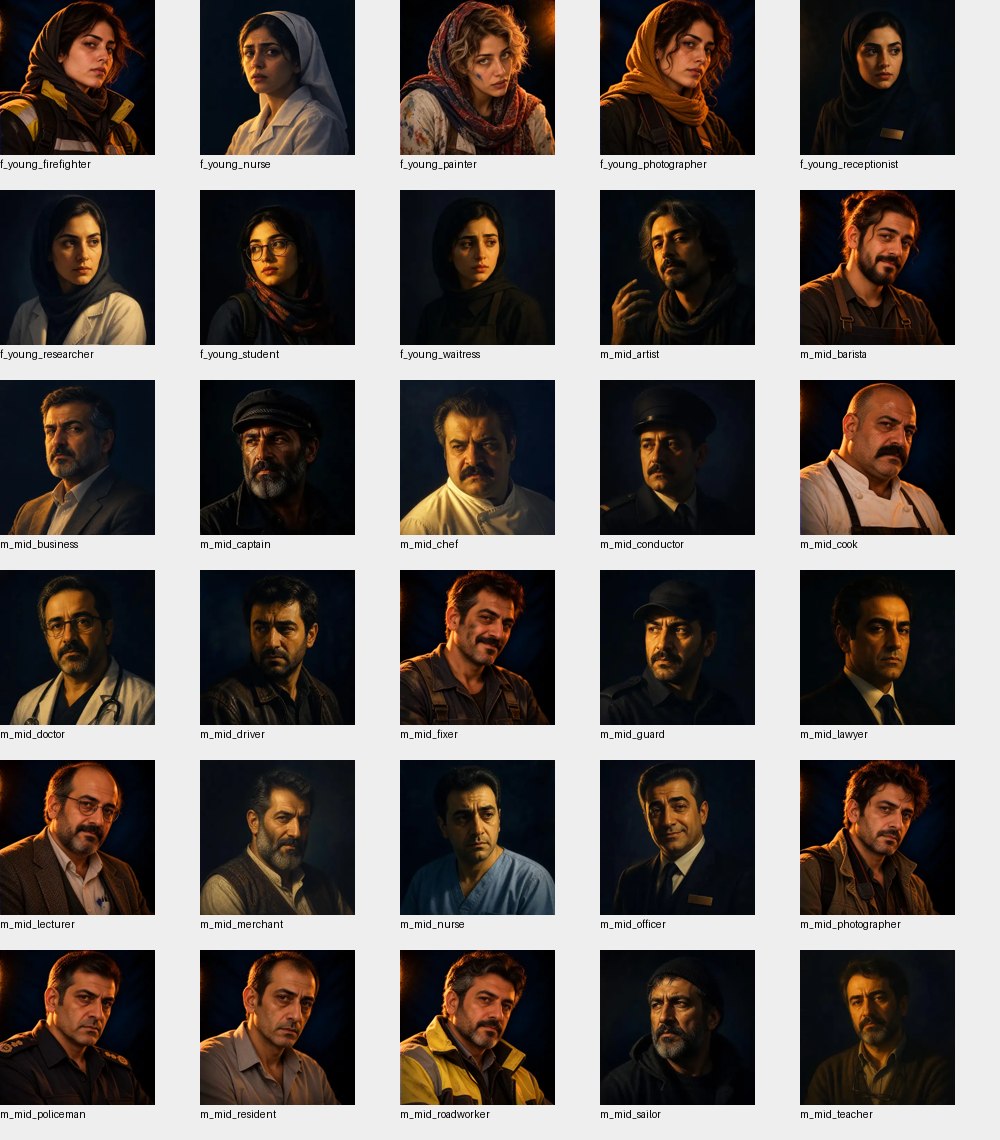 f_young_firefighter
f_young_nurse
f_young_painter
f_young_photographer
f_young_receptionist
f_young_researcher
f_young_student
f_young_waitress
m_mid_artist
m_mid_barista
m_mid_business
m_mid_captain
m_mid_chef
m_mid_conductor
m_mid_cook
m_mid_doctor
m_mid_driver
m_mid_fixer
m_mid_guard
m_mid_lawyer
m_mid_lecturer
m_mid_merchant
m_mid_nurse
m_mid_officer
m_mid_photographer
m_mid_policeman
m_mid_resident
m_mid_roadworker
m_mid_sailor
m_mid_teacher